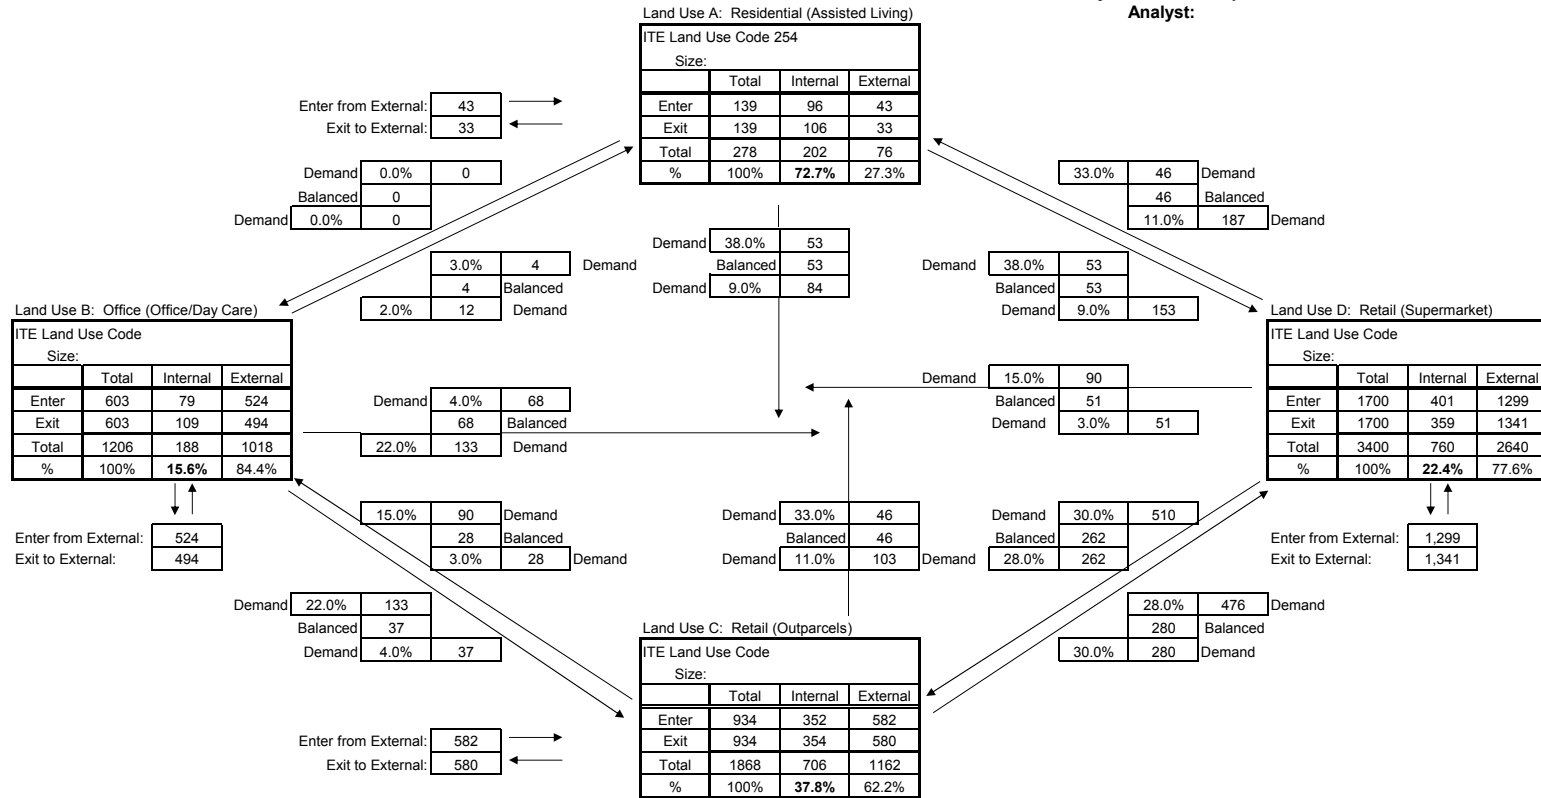 Analyst:
Land Use A: Residential (Assisted Living)
ITE Land Use Code 254
Size:
Total Internal External
Enter 139 96 43
Exit 139 106 33
Total 278 202 76
% 100% 72.7% 27.3%
Enter from External: 43
Exit to External: 33
Demand 0.0% 0
Balanced 0
Demand 0.0% 0
33.0% 46 Demand
46 Balanced
11.0% 187 Demand
Demand 38.0% 53
Balanced 53
Demand 9.0% 84
3.0% 4 Demand
4 Balanced
2.0% 12 Demand
Demand 38.0% 53
Balanced 53
Demand 9.0% 153
Land Use B: Office (Office/Day Care)
ITE Land Use Code
Size:
Total Internal External
Enter 603 79 524
Exit 603 109 494
Total 1206 188 1018
% 100% 15.6% 84.4%
Enter from External: 524
Exit to External: 494
Demand 4.0% 68
68 Balanced
22.0% 133 Demand
Demand 15.0% 90
Balanced 51
Demand 3.0% 51
Land Use D: Retail (Supermarket)
ITE Land Use Code
Size:
Total Internal External
Enter 1700 401 1299
Exit 1700 359 1341
Total 3400 760 2640
% 100% 22.4% 77.6%
Enter from External: 1,299
Exit to External: 1,341
15.0% 90 Demand
28 Balanced
3.0% 28 Demand
Demand 33.0% 46
Balanced 46
Demand 11.0% 103
Demand 30.0% 510
Balanced 262
Demand 28.0% 262
Demand 22.0% 133
Balanced 37
Demand 4.0% 37
28.0% 476 Demand
280 Balanced
30.0% 280 Demand
Land Use C: Retail (Outparcels)
ITE Land Use Code
Size:
Total Internal External
Enter 934 352 582
Exit 934 354 580
Total 1868 706 1162
% 100% 37.8% 62.2%
Enter from External: 582
Exit to External: 580